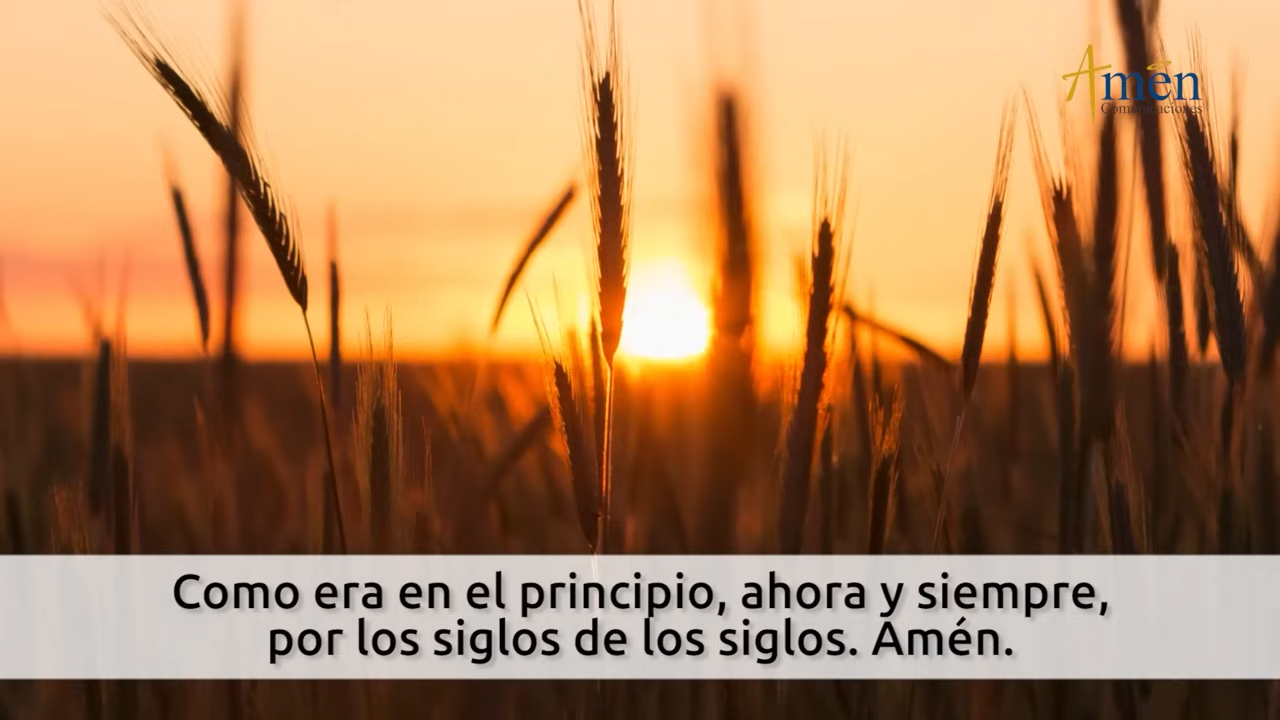 Amén
Comunicaciones
Como era en el principio, ahora y siempre,
por los siglos de los siglos. Amén.